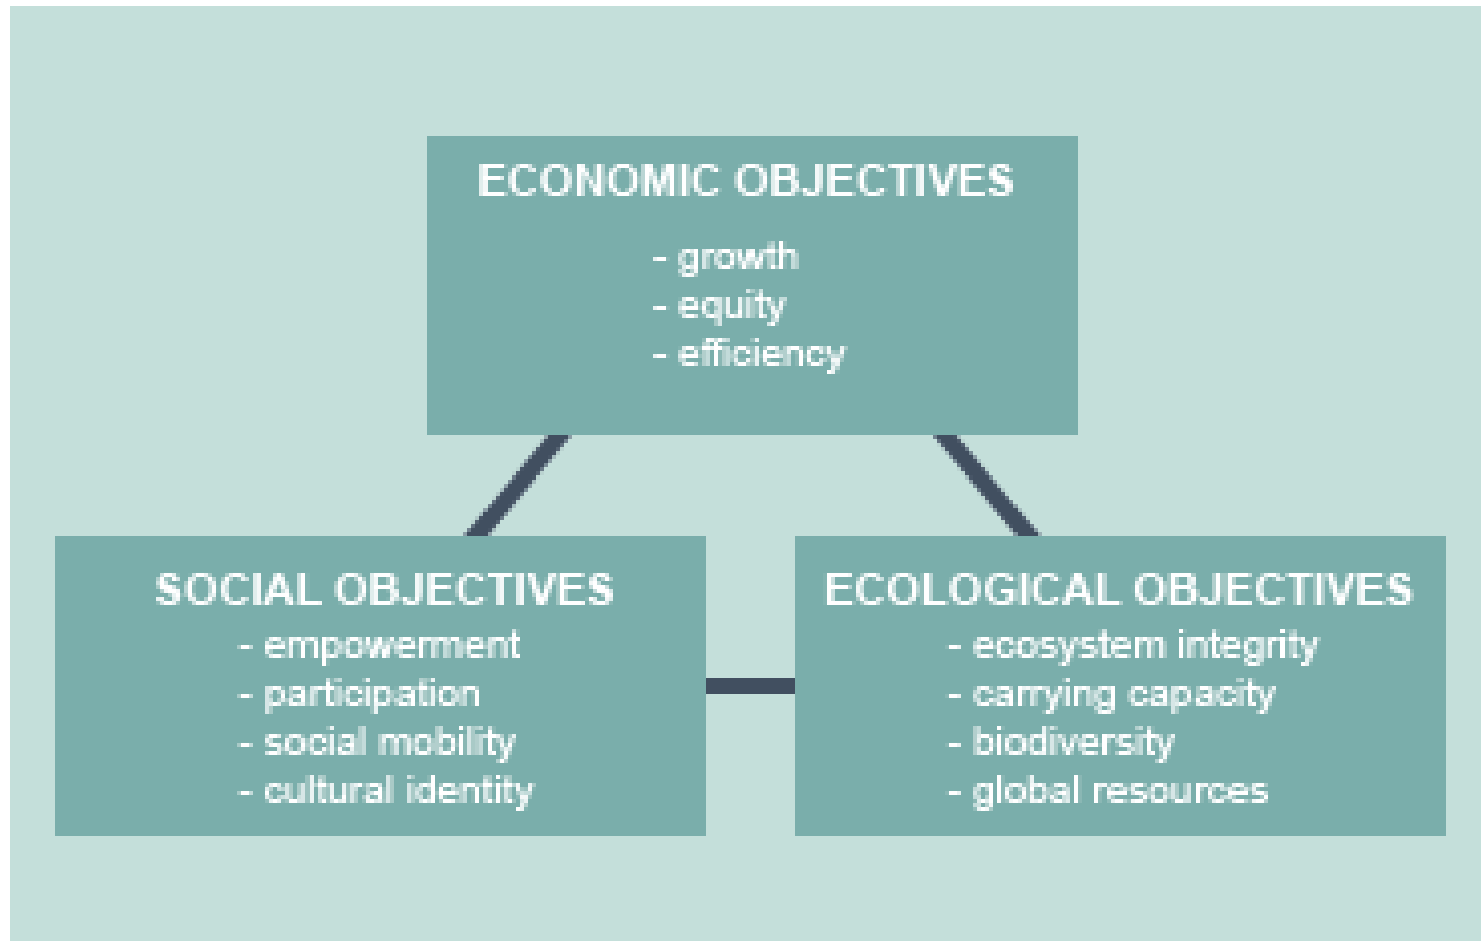 ECONOMIC OBJECTIVES
- growth
- equity
- efficiency
SOCIAL OBJECTIVES
- empowerment
- participation
- social mobility
- cultural identity
ECOLOGICAL OBJECTIVES
- ecosystem integrity
- carrying capacity
- biodiversity
- global resources